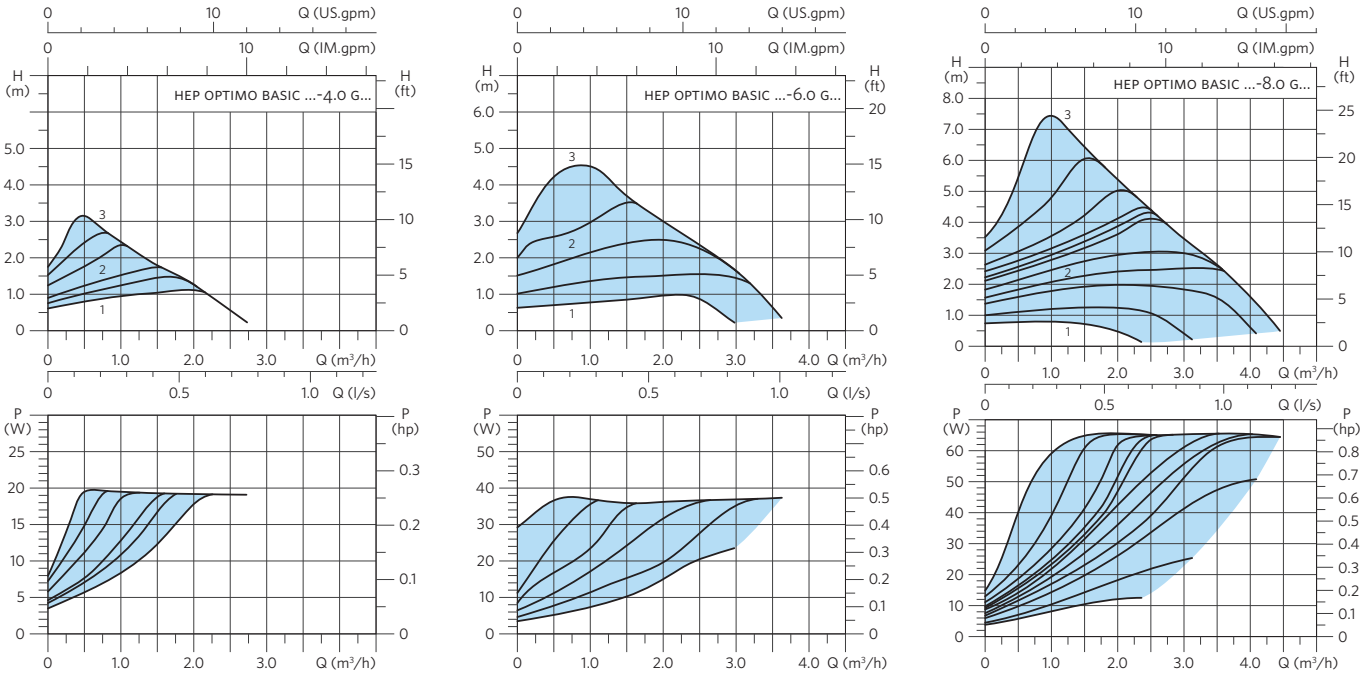 0 10 Q (US.gpm)
0 10 Q (IM.gpm)
H (m)
H (ft)
HEP OPTIMO BASIC ...-4.0 G...
5.0
4.0
3.0
2.0
1.0
0
15
10
5
0
3
2
1
0 1.0 2.0 3.0 Q (m³/h)
0 0.5 1.0 Q (l/s)
P (W)
P (hp)
25
20
15
10
5
0
0.3
0.2
0.1
0
0 1.0 2.0 3.0 Q (m³/h)
0 10 Q (US.gpm)
0 10 Q (IM.gpm)
H (m)
H (ft)
HEP OPTIMO BASIC ...-6.0 G...
6.0
5.0
4.0
3.0
2.0
1.0
0
20
15
10
5
0
3
2
1
0 1.0 2.0 3.0 4.0 Q (m³/h)
0 0.5 1.0 Q (l/s)
P (W)
P (hp)
50
40
30
20
10
0
0.6
0.5
0.4
0.3
0.2
0.1
0
0 1.0 2.0 3.0 4.0 Q (m³/h)
0 10 Q (US.gpm)
0 10 Q (IM.gpm)
H (m)
H (ft)
HEP OPTIMO BASIC ...-8.0 G...
8.0
7.0
6.0
5.0
4.0
3.0
2.0
1.0
0
25
20
15
10
5
0
3
2
1
0 1.0 2.0 3.0 4.0 Q (m³/h)
0 0.5 1.0 Q (l/s)
P (W)
P (hp)
60
50
40
30
20
10
0
0.8
0.7
0.6
0.5
0.4
0.3
0.2
0.1
0
0 1.0 2.0 3.0 4.0 Q (m³/h)